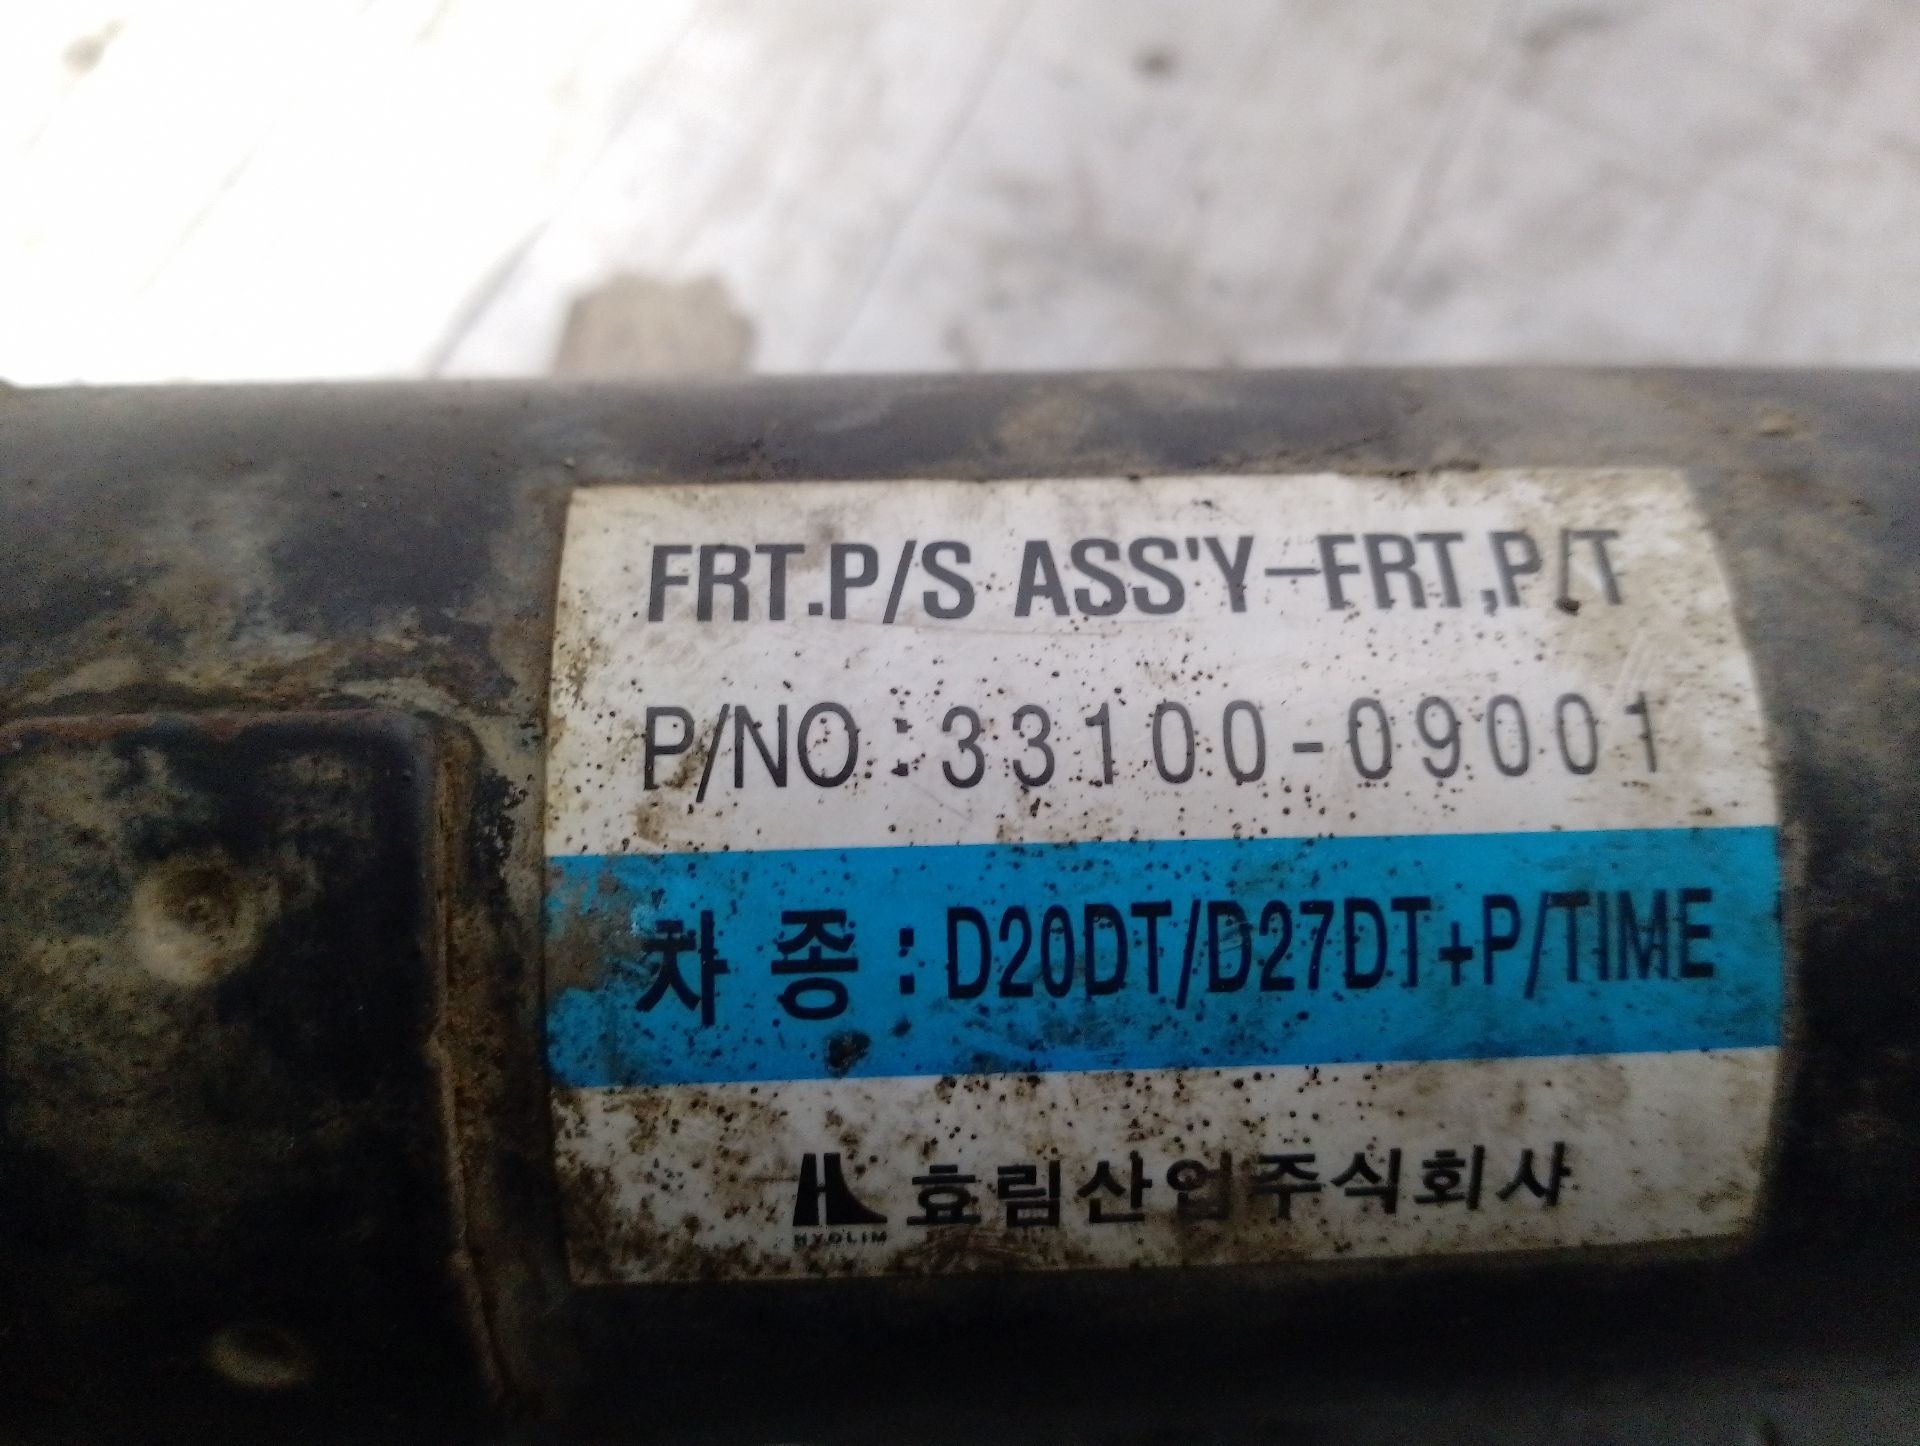 FRT.P/S ASS'Y-FRT,P/T
P/NO : 33100-09001
차 종 : D20DT/D27DT+P/TIME
HYOLIM 효림산업주식회사